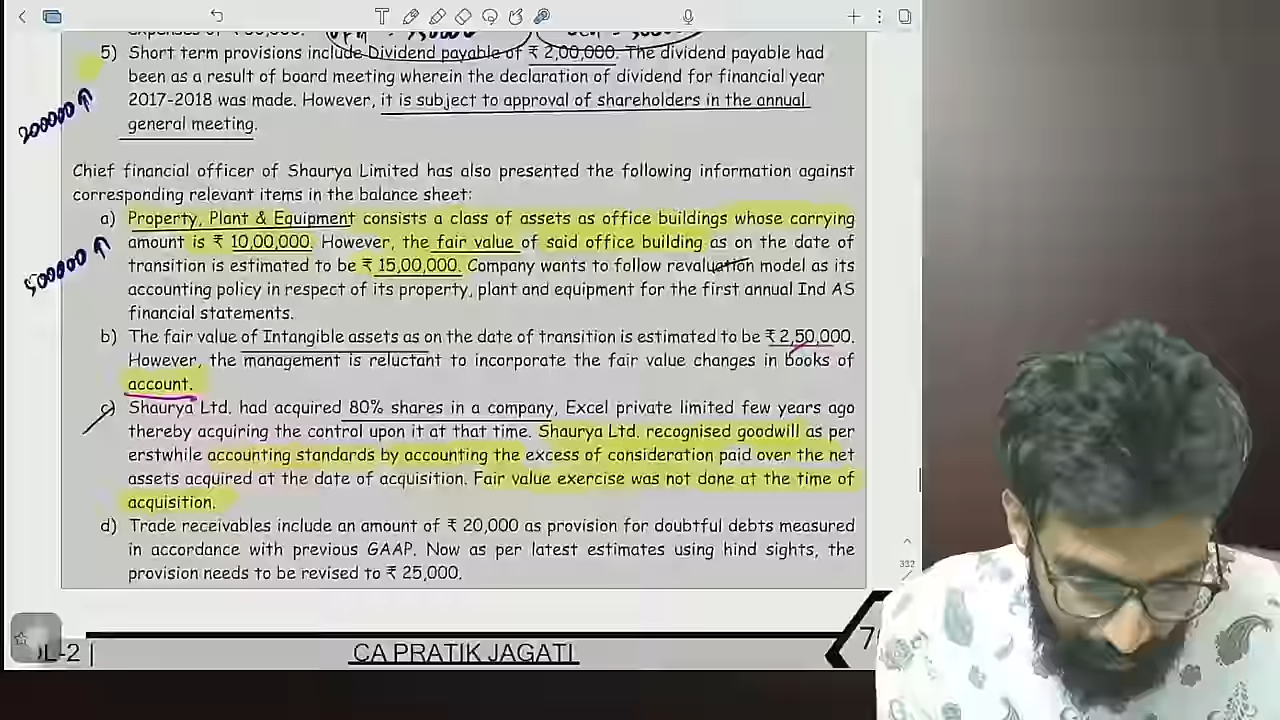 5) Short term provisions include Dividend payable of ₹ 2,00,000. The dividend payable had
been as a result of board meeting wherein the declaration of dividend for financial year
2017-2018 was made. However, it is subject to approval of shareholders in the annual
general meeting.
200000 ↑
Chief financial officer of Shaurya Limited has also presented the following information against
corresponding relevant items in the balance sheet:
a) Property, Plant & Equipment consists a class of assets as office buildings whose carrying
amount is ₹ 10,00,000. However, the fair value of said office building as on the date of
transition is estimated to be ₹ 15,00,000. Company wants to follow revaluation model as its
accounting policy in respect of its property, plant and equipment for the first annual Ind AS
financial statements.
500000 ↑
b) The fair value of Intangible assets as on the date of transition is estimated to be ₹ 2,50,000.
However, the management is reluctant to incorporate the fair value changes in books of
account.
c) Shaurya Ltd. had acquired 80% shares in a company, Excel private limited few years ago
thereby acquiring the control upon it at that time. Shaurya Ltd. recognised goodwill as per
erstwhile accounting standards by accounting the excess of consideration paid over the net
assets acquired at the date of acquisition. Fair value exercise was not done at the time of
acquisition.
d) Trade receivables include an amount of ₹ 20,000 as provision for doubtful debts measured
in accordance with previous GAAP. Now as per latest estimates using hind sights, the
provision needs to be revised to ₹ 25,000.
332
-2 | CA PRATIK JAGATI